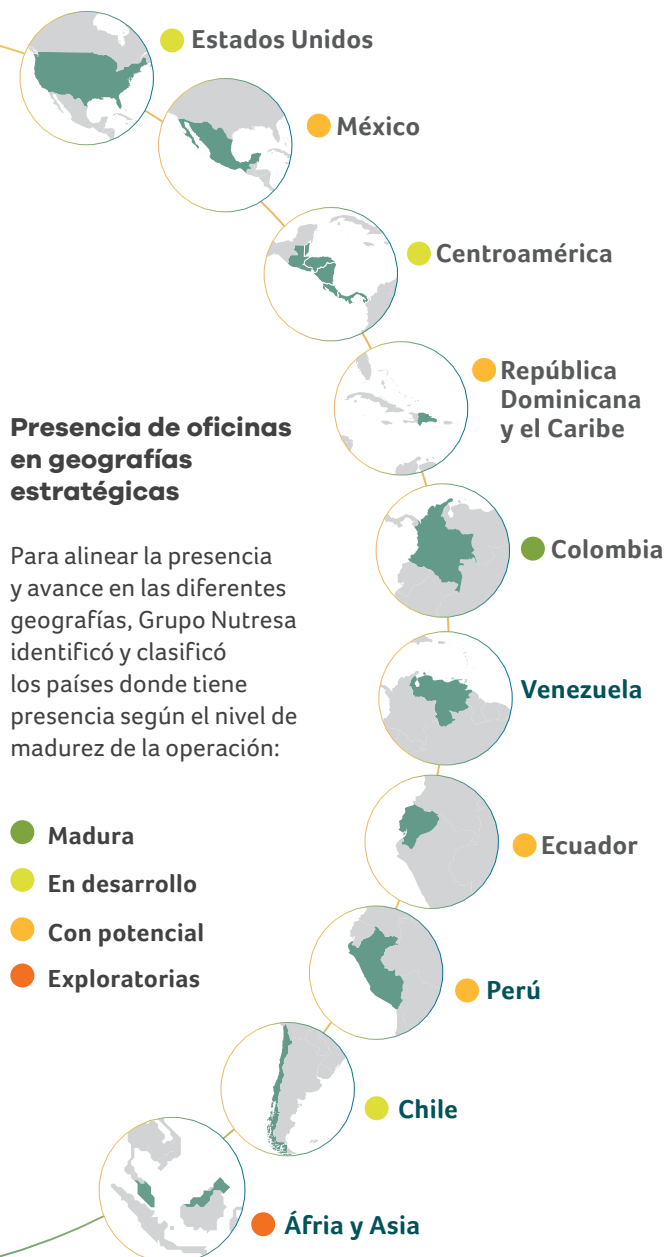 Estados Unidos
México
Centroamérica
República
Dominicana
y el Caribe
Presencia de oficinas
en geografías
estratégicas
Para alinear la presencia
y avance en las diferentes
geografías, Grupo Nutresa
identificó y clasificó
los países donde tiene
presencia según el nivel de
madurez de la operación:
Colombia
Venezuela
Ecuador
Madura
En desarrollo
Con potencial
Exploratorias
Perú
Chile
Áfria y Asia